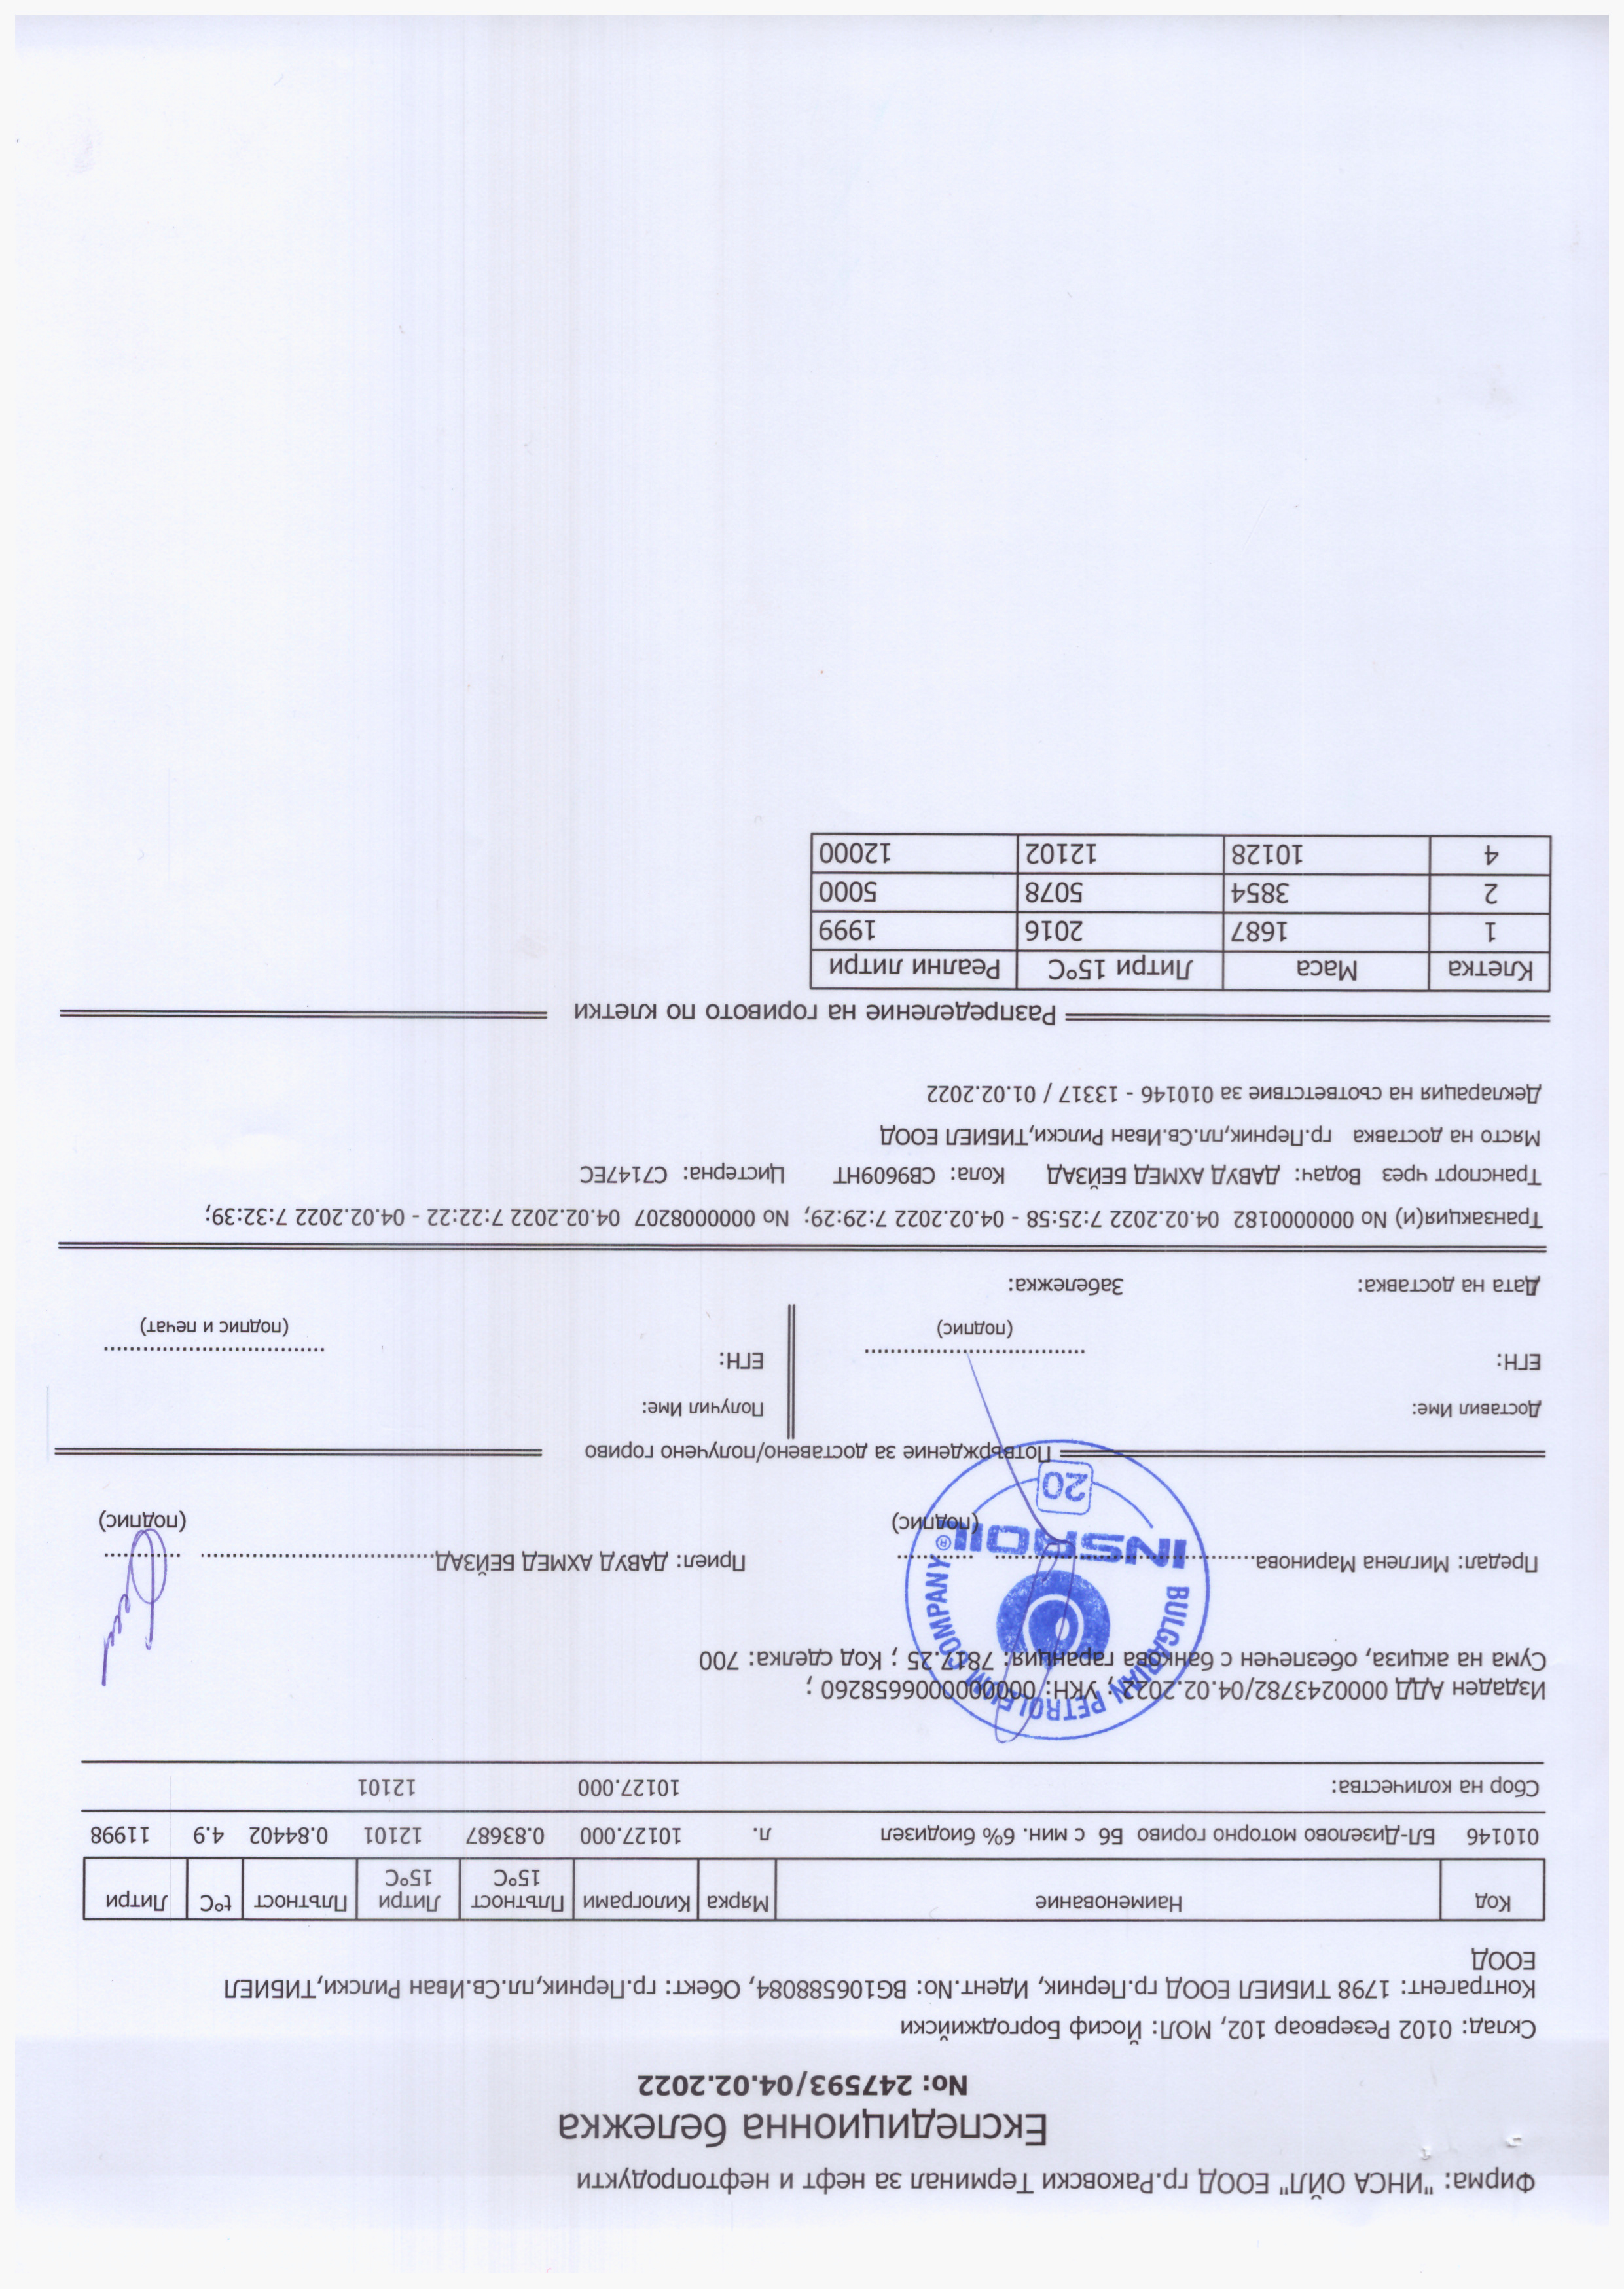 Фирма: "ИНСА ОЙЛ" ЕООД гр.Раковски Терминал за нефт и нефтопродукти
Експедиционна бележка
No: 247593/04.02.2022
Склад: 0102 Резервоар 102, МОЛ: Йосиф Боргоджийски
Контрагент: 1798 ТИБИЕЛ ЕООД гр.Перник, Идент.No: BG106588084, Обект: гр.Перник,пл.Св.Иван Рилски,ТИБИЕЛ
ЕООД
Код Наименование Мярка Килограми Плътност 15°C Литри 15°C Плътност t°C Литри
010146 БЛ-Дизелово моторно гориво Б6 с мин. 6% биодизел л. 10127.000 0.83687 12101 0.84402 4.9 11998
Сбор на количества: 10127.000 12101
Издаден АДД 0000243782/04.02.2022 ; УКН: 00000000006658260 ;
Сума на акциза, обезпечен с банкова гаранция: 7817.25 ; Код сделка: 700
Предал: Миглена Маринова Приел: ДАВУД АХМЕД БЕЙЗАД
(подпис) (подпис)
BULGARIAN PETROLEUM COMPANY
INSAOIL®
20
Потвърждение за доставено/получено гориво
Доставил Име: Получил Име:
ЕГН: ЕГН:
(подпис) (подпис и печат)
Дата на доставка: Забележка:
Транзакция(и) No 0000000182 04.02.2022 7:25:58 - 04.02.2022 7:29:29; No 0000008207 04.02.2022 7:22:22 - 04.02.2022 7:32:39;
Транспорт чрез Водач: ДАВУД АХМЕД БЕЙЗАД Кола: СВ9609НТ Цистерна: С7147ЕС
Място на доставка гр.Перник,пл.Св.Иван Рилски,ТИБИЕЛ ЕООД
Декларация на сьответствие за 010146 - 13317 / 01.02.2022
Разпределение на горивото по клетки
Клетка Маса Литри 15°C Реални литри
1 1687 2016 1999
2 3854 5078 5000
4 10128 12102 12000